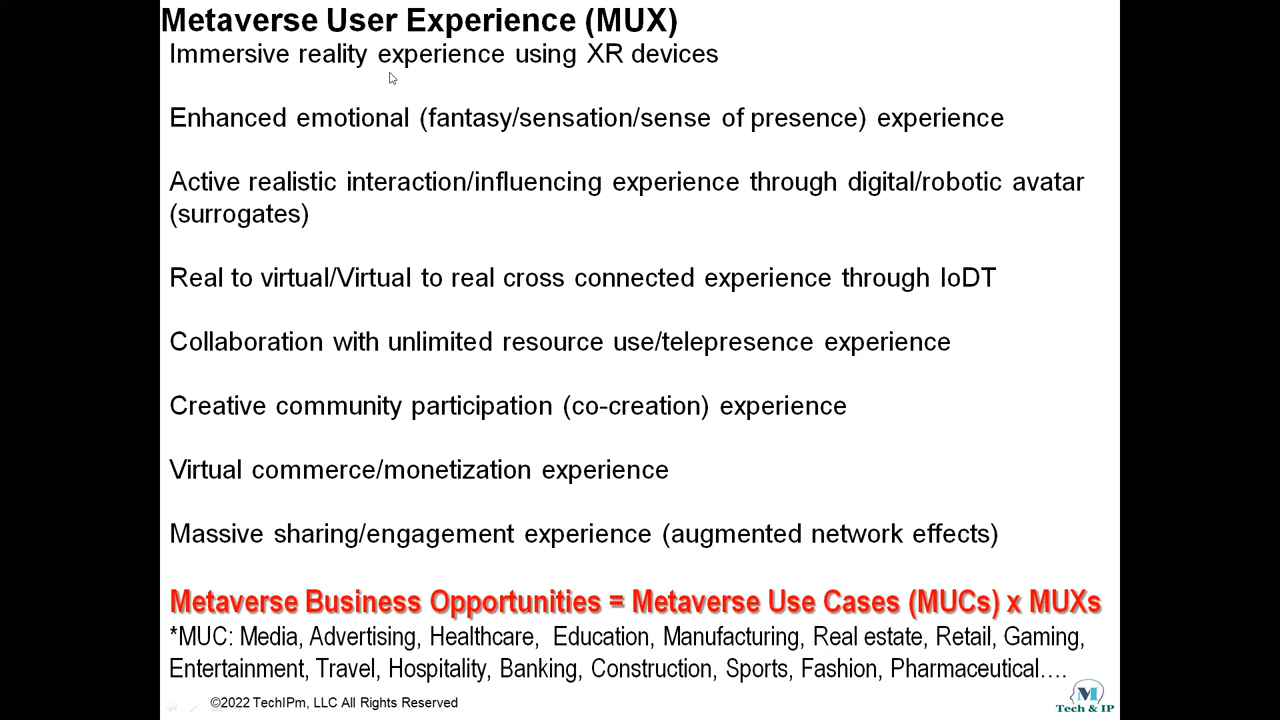 Metaverse User Experience (MUX)
Immersive reality experience using XR devices
Enhanced emotional (fantasy/sensation/sense of presence) experience
Active realistic interaction/influencing experience through digital/robotic avatar
(surrogates)
Real to virtual/Virtual to real cross connected experience through IoDT
Collaboration with unlimited resource use/telepresence experience
Creative community participation (co-creation) experience
Virtual commerce/monetization experience
Massive sharing/engagement experience (augmented network effects)
Metaverse Business Opportunities = Metaverse Use Cases (MUCs) x MUXs
*MUC: Media, Advertising, Healthcare, Education, Manufacturing, Real estate, Retail, Gaming,
Entertainment, Travel, Hospitality, Banking, Construction, Sports, Fashion, Pharmaceutical....
©2022 TechIPm, LLC All Rights Reserved
M
Tech & IP